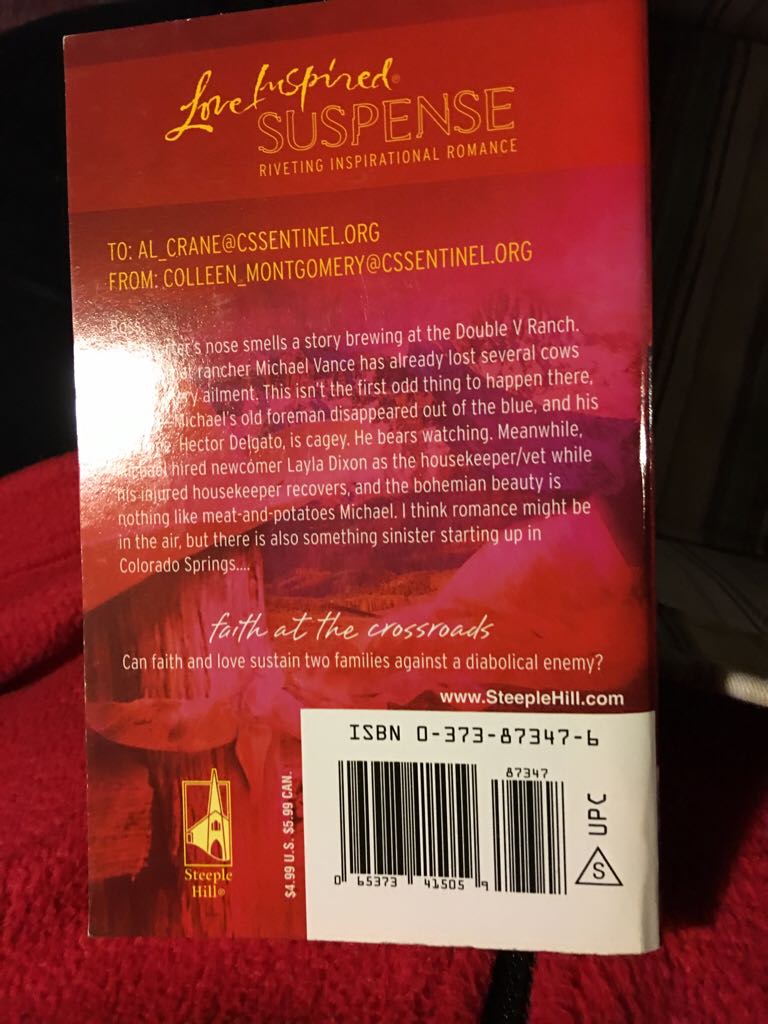 Love Inspired®
SUSPENSE
RIVETING INSPIRATIONAL ROMANCE
TO: AL_CRANE@CSSENTINEL.ORG
FROM: COLLEEN_MONTGOMERY@CSSENTINEL.ORG
Boss,
nose smells a story brewing at the Double V Ranch.
rancher Michael Vance has already lost several cows
ailment. This isn't the first odd thing to happen there,
Michael's old foreman disappeared out of the blue, and his
Hector Delgato, is cagey. He bears watching. Meanwhile,
Michael hired newcomer Layla Dixon as the housekeeper/vet while
his injured housekeeper recovers, and the bohemian beauty is
nothing like meat-and-potatoes Michael. I think romance might be
in the air, but there is also something sinister starting up in
Colorado Springs....
faith at the crossroads
Can faith and love sustain two families against a diabolical enemy?
www.SteepleHill.com
ISBN 0-373-87347-6
87347
0 65373 41505 9
UPC
S
$4.99 U.S. $5.99 CAN.
Steeple
Hill®